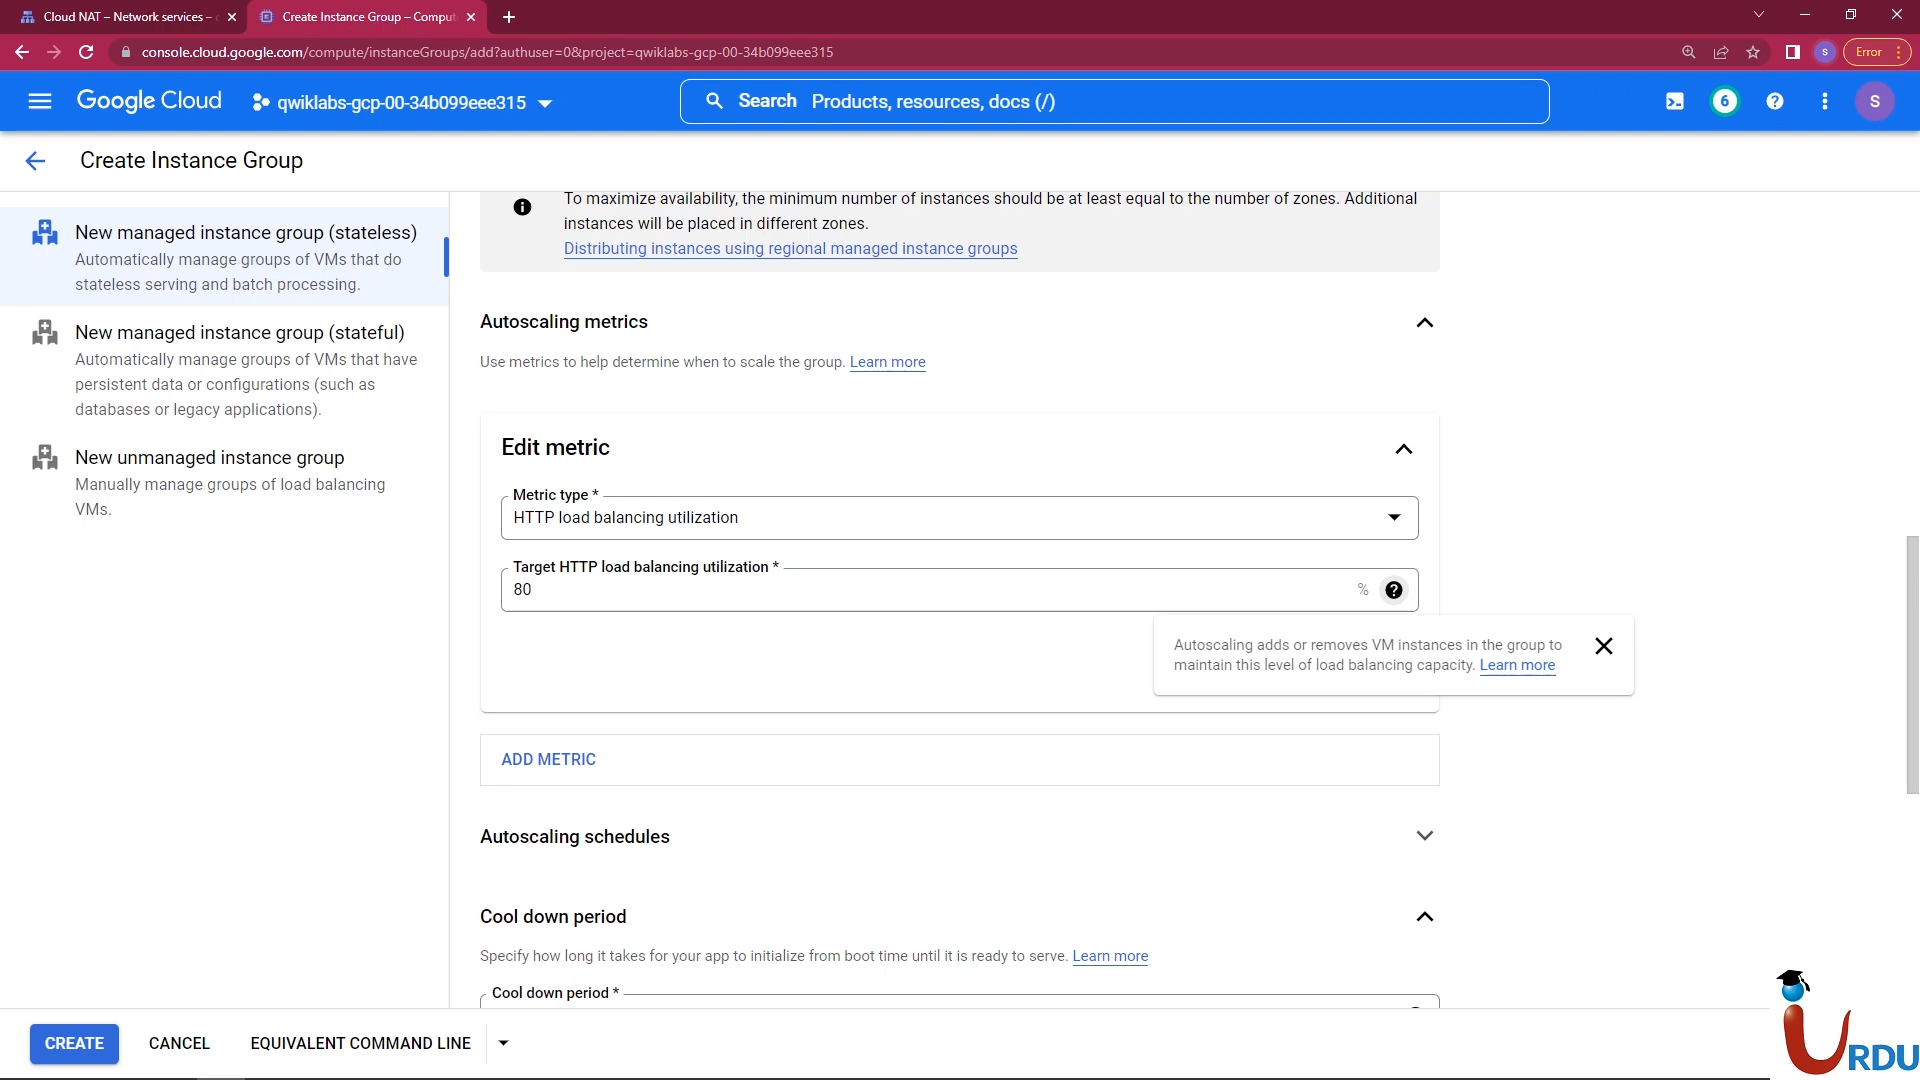 Cloud NAT – Network services –
Create Instance Group – Comput
console.cloud.google.com/compute/instanceGroups/add?authuser=0&project=qwiklabs-gcp-00-34b099eee315
S
Error
Google Cloud
qwiklabs-gcp-00-34b099eee315
Search Products, resources, docs (/)
6
S
Create Instance Group
New managed instance group (stateless)
Automatically manage groups of VMs that do
stateless serving and batch processing.
New managed instance group (stateful)
Automatically manage groups of VMs that have
persistent data or configurations (such as
databases or legacy applications).
New unmanaged instance group
Manually manage groups of load balancing
VMs.
To maximize availability, the minimum number of instances should be at least equal to the number of zones. Additional
instances will be placed in different zones.
Distributing instances using regional managed instance groups
Autoscaling metrics
Use metrics to help determine when to scale the group. Learn more
Edit metric
Metric type *
HTTP load balancing utilization
Target HTTP load balancing utilization *
80 %
Autoscaling adds or removes VM instances in the group to
maintain this level of load balancing capacity. Learn more
ADD METRIC
Autoscaling schedules
Cool down period
Specify how long it takes for your app to initialize from boot time until it is ready to serve. Learn more
Cool down period *
CREATE
CANCEL
EQUIVALENT COMMAND LINE
iURDU